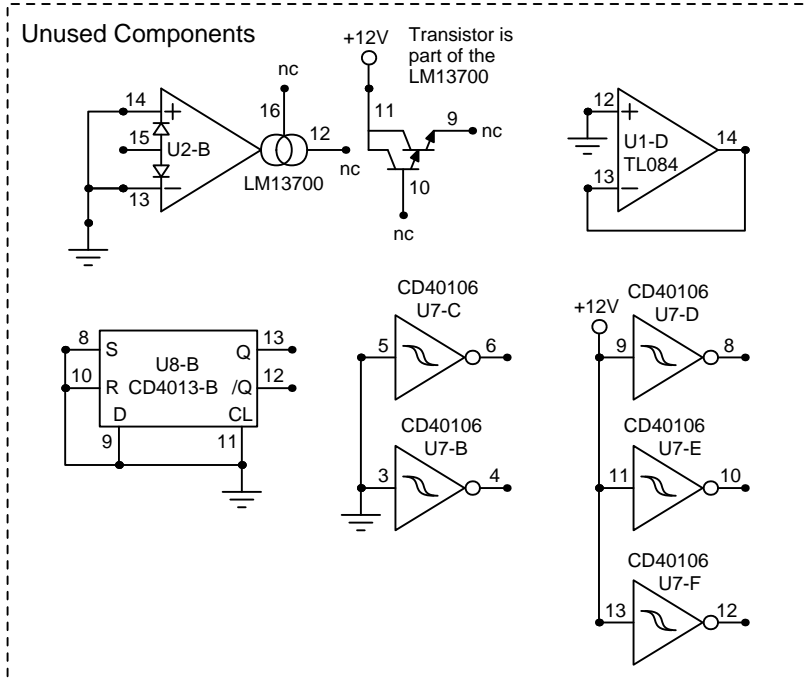 Unused Components
+12V
Transistor is
part of the
LM13700
nc
14
+
16
12
15
U2-B
nc
−
13
LM13700
11
9
nc
10
nc
12
+
U1-D
14
TL084
13
−
8
S
Q
13
U8-B
10
R
CD4013-B
/Q
12
D
CL
9
11
CD40106
U7-C
5
6
CD40106
U7-B
3
4
+12V
CD40106
U7-D
9
8
CD40106
U7-E
11
10
CD40106
U7-F
13
12